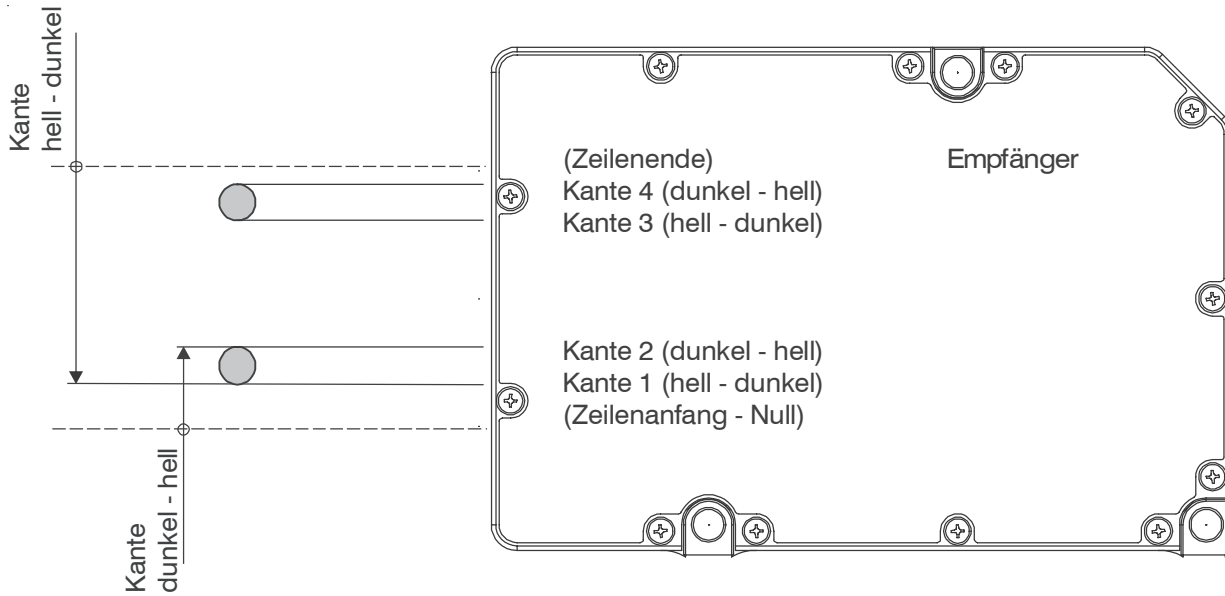 Kante
hell - dunkel
(Zeilenende)
Kante 4 (dunkel - hell)
Kante 3 (hell - dunkel)
Empfänger
Kante 2 (dunkel - hell)
Kante 1 (hell - dunkel)
(Zeilenanfang - Null)
Kante
dunkel - hell